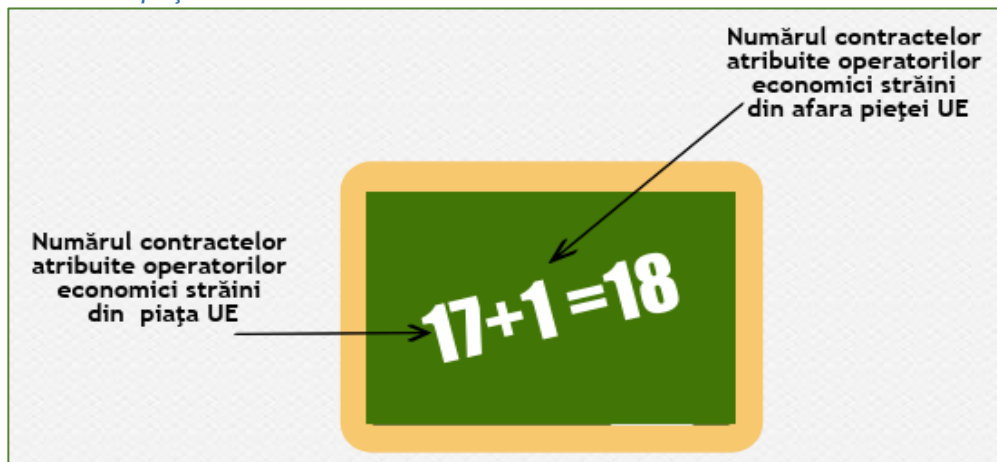 Numărul contractelor
atribuite operatorilor
economici străini
din afara pieţei UE
Numărul contractelor
atribuite operatorilor
economici străini
din piaţa UE
17+1=18